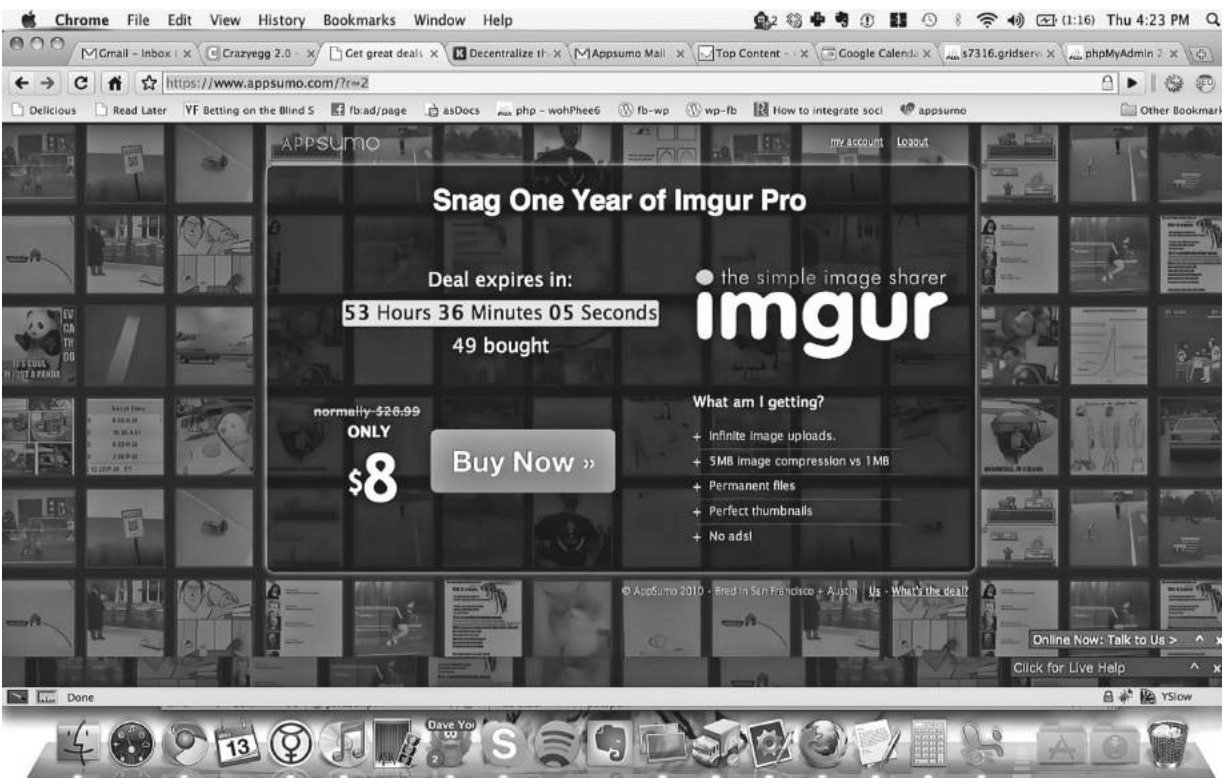 Chrome File Edit View History Bookmarks Window Help
2 (1:16) Thu 4:23 PM
Gmail - Inbox
Crazyegg 2.0 -
Get great deals
Decentralize th
Appsumo Mail
Top Content -
Google Calenda
s7316.gridserv
phpMyAdmin 2
https://www.appsumo.com/?r=2
Delicious
Read Later
VF Betting on the Blind S
fb:ad/page
asDocs
php - wohPhee6
fb-wp
wp-fb
How to integrate soci
appsumo
Other Bookmark
APPSUMO
my account Logout
Snag One Year of Imgur Pro
Deal expires in:
53 Hours 36 Minutes 05 Seconds
49 bought
the simple image sharer
imgur
normally $28.99
ONLY
$8
Buy Now »
What am I getting?
+ Infinite image uploads.
+ 5MB image compression vs 1MB
+ Permanent files
+ Perfect thumbnails
+ No ads!
© AppSumo 2010 - Bred in San Francisco + Austin Us - What's the deal?
Online Now: Talk to Us > ^ x
Click for Live Help ^ x
Done
YSlow
13
Dave Yo
2